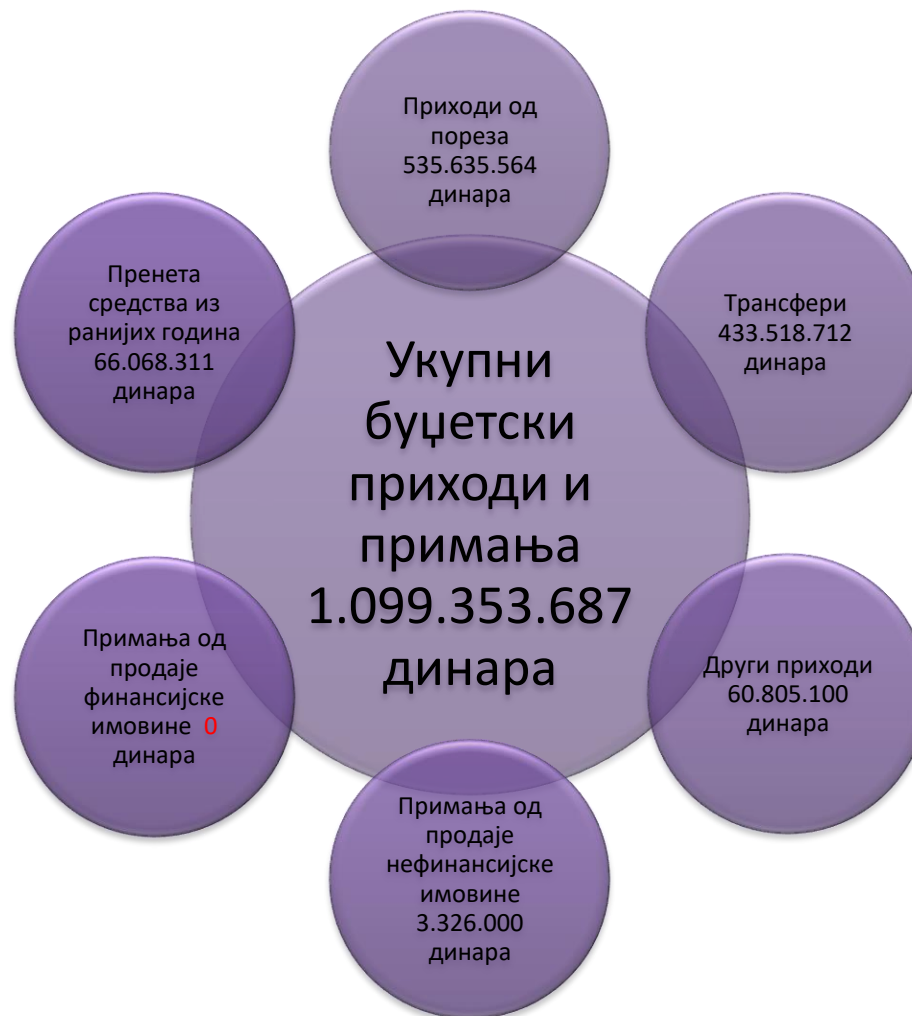 Приходи од
пореза
535.635.564
динара
Пренета
средства из
ранијих година
66.068.311
динара
Трансфери
433.518.712
динара
Укупни
буџетски
приходи и
примања
1.099.353.687
динара
Примања од
продаје
финансијске
имовине 0
динара
Други приходи
60.805.100
динара
Примања од
продаје
нефинансијске
имовине
3.326.000
динара